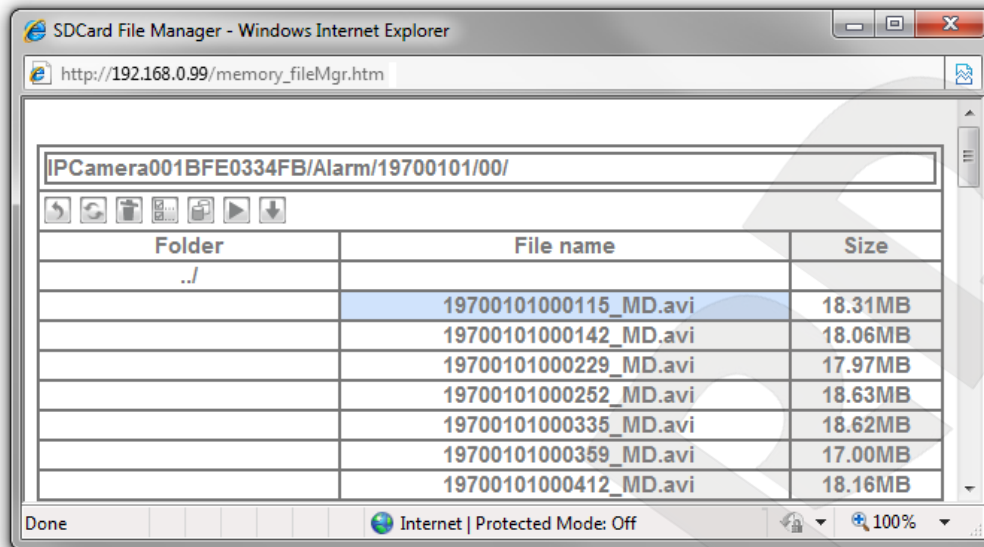 SDCard File Manager - Windows Internet Explorer
http://192.168.0.99/memory_fileMgr.htm
IPCamera001BFE0334FB/Alarm/19700101/00/
Folder File name Size
../
19700101000115_MD.avi 18.31MB
19700101000142_MD.avi 18.06MB
19700101000229_MD.avi 17.97MB
19700101000252_MD.avi 18.63MB
19700101000335_MD.avi 18.62MB
19700101000359_MD.avi 17.00MB
19700101000412_MD.avi 18.16MB
Done Internet | Protected Mode: Off 100%